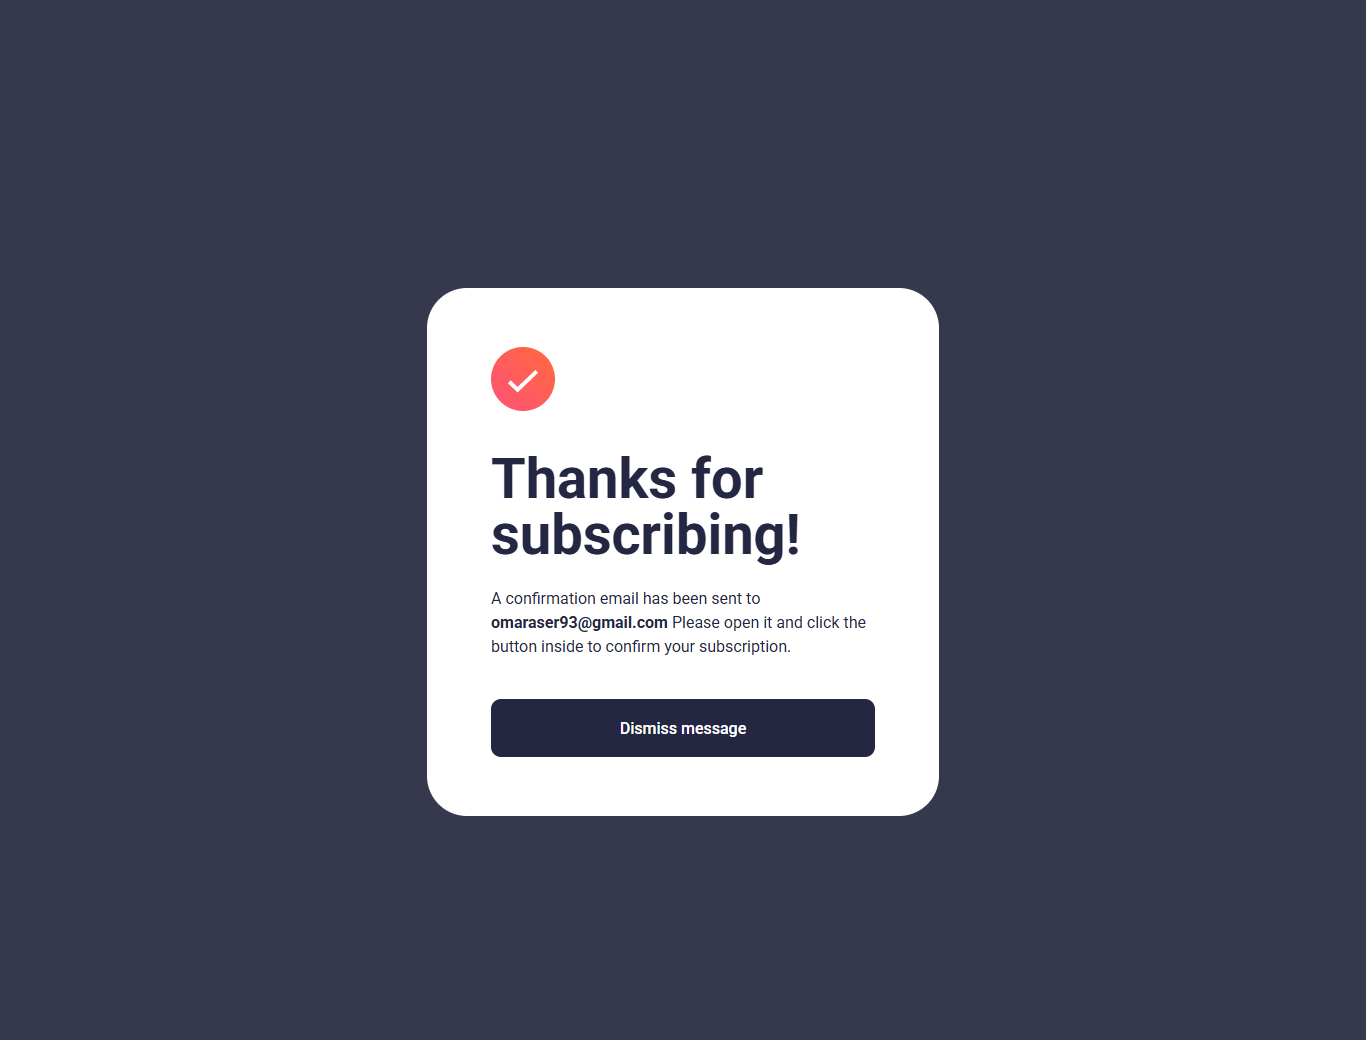 Thanks for
subscribing!
A confirmation email has been sent to
omaraser93@gmail.com Please open it and click the
button inside to confirm your subscription.
Dismiss message